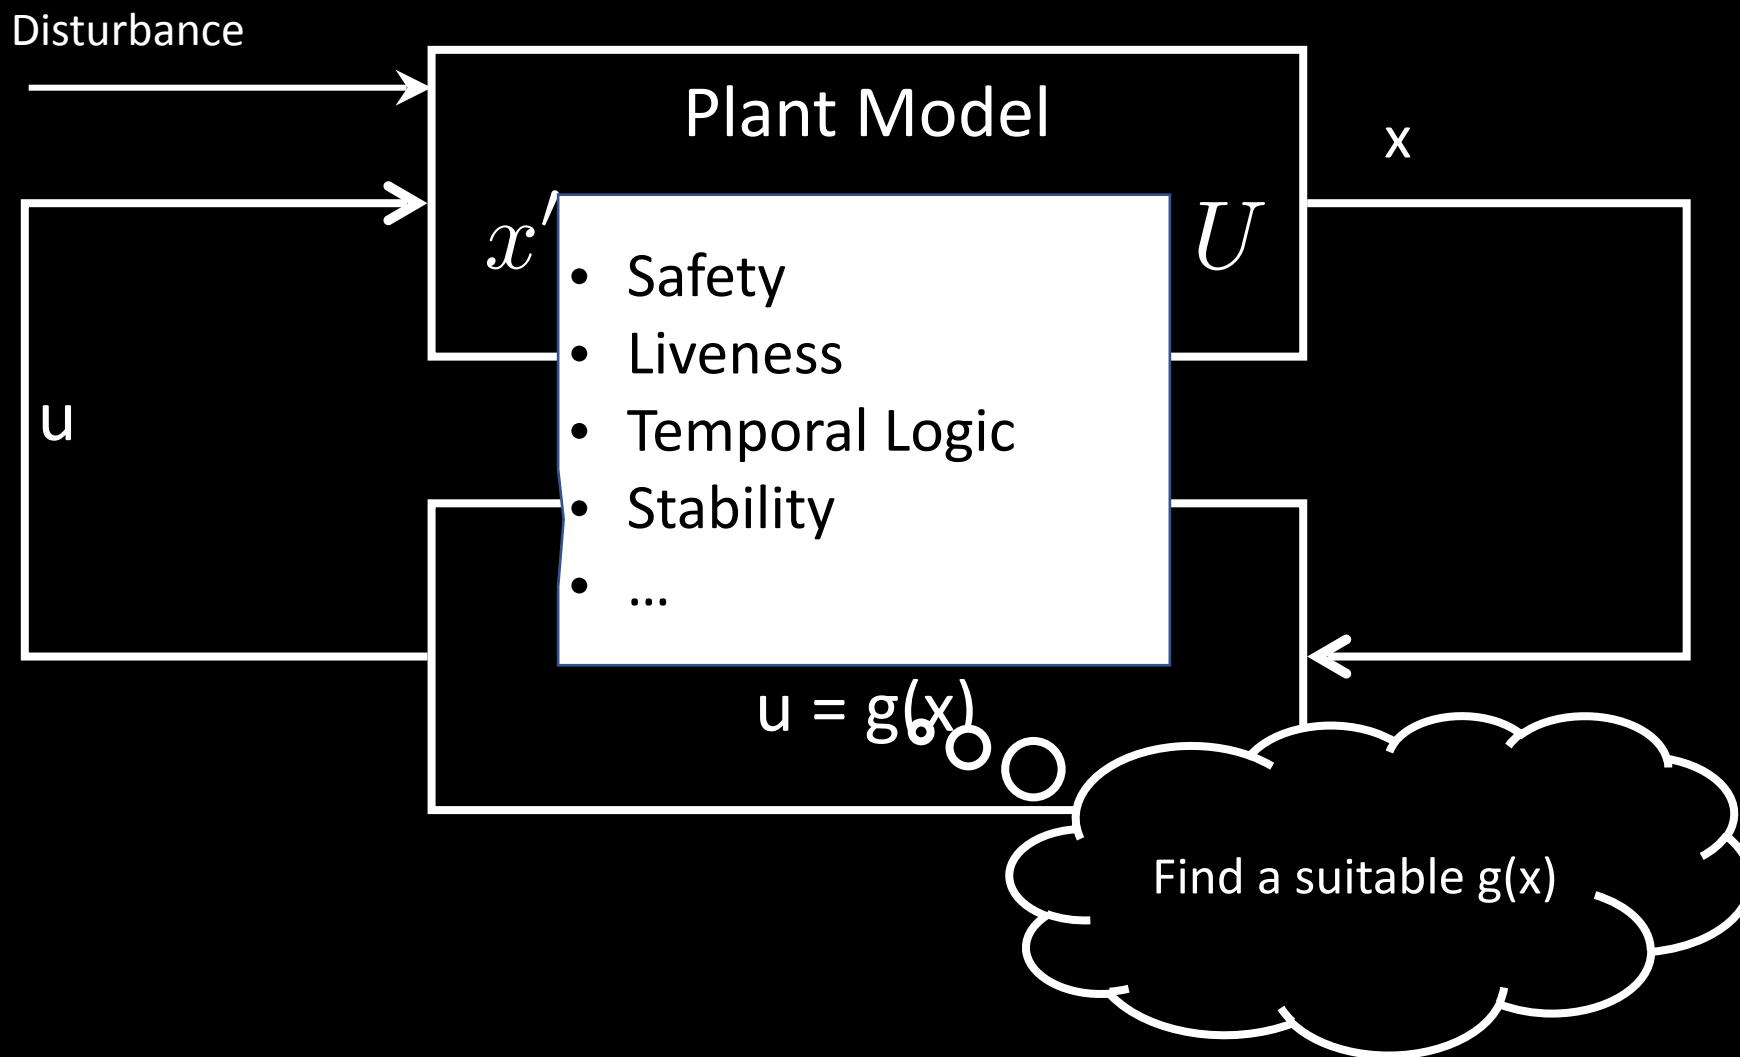 Disturbance
Plant Model
x
x′
U
• Safety
• Liveness
• Temporal Logic
• Stability
• ...
u
u = g(x)
Find a suitable g(x)